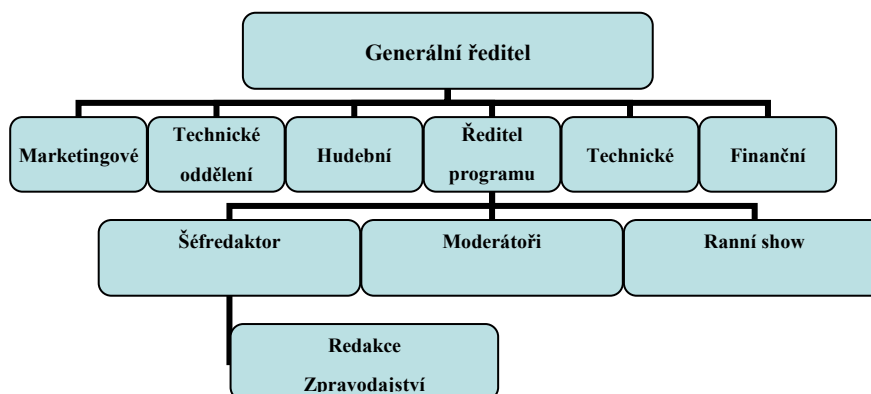 Generální ředitel
Marketingové
Technické
oddělení
Hudební
Ředitel
programu
Technické
Finanční
Šéfredaktor
Moderátoři
Ranní show
Redakce
Zpravodajství